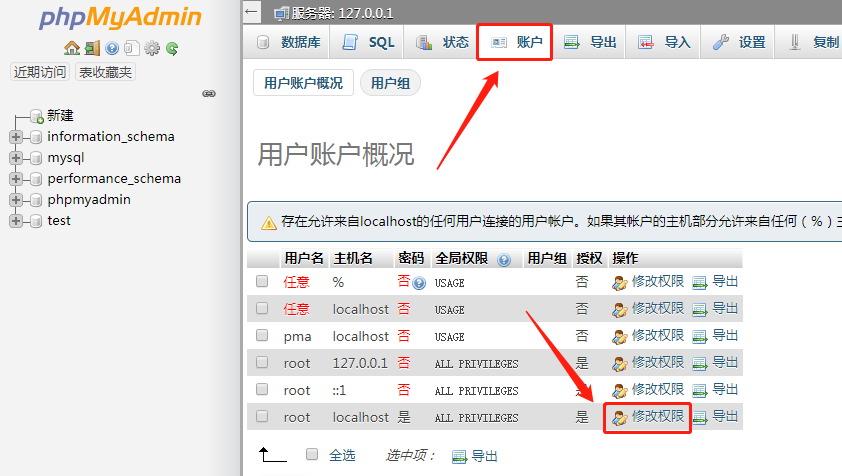 phpMyAdmin
近期访问 表收藏夹
新建
information_schema
mysql
performance_schema
phpmyadmin
test
服务器: 127.0.0.1
数据库 SQL 状态 账户 导出 导入 设置 复制
用户账户概况 用户组
用户账户概况
存在允许来自localhost的任何用户连接的用户帐户。如果其帐户的主机部分允许来自任何 ( % ) 主
用户名 主机名 密码 全局权限 用户组 授权 操作
任意 % 否 USAGE 否 修改权限 导出
任意 localhost 否 USAGE 否 修改权限 导出
pma localhost 否 USAGE 否 修改权限 导出
root 127.0.0.1 否 ALL PRIVILEGES 是 修改权限 导出
root ::1 否 ALL PRIVILEGES 是 修改权限 导出
root localhost 是 ALL PRIVILEGES 是 修改权限 导出
全选 选中项： 导出